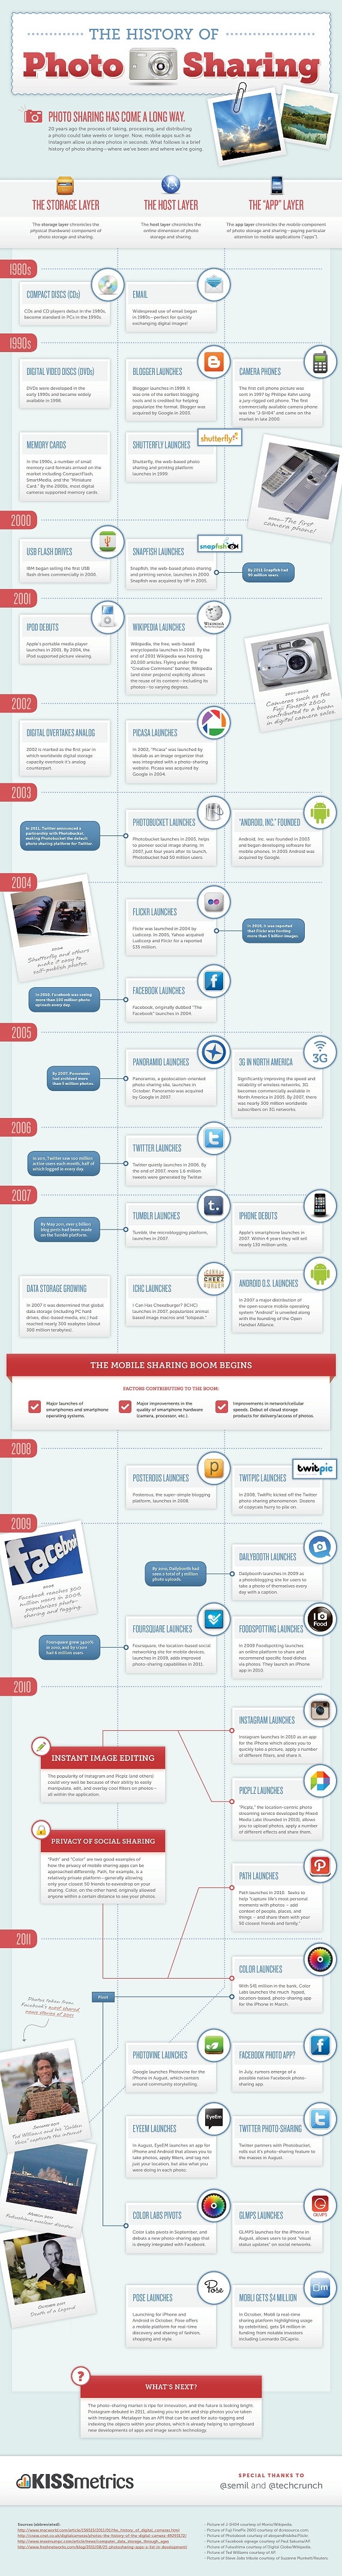 THE HISTORY OF
Photo Sharing
PHOTO SHARING HAS COME A LONG WAY.
20 years ago the process of taking, processing, and distributing
a photo could take weeks or longer. Now, mobile apps such as
Instagram allow us share photos in seconds. What follows is a brief
history of photo sharing—where we've been and where we're going.
THE STORAGE LAYER
The storage layer chronicles the
physical (hardware) component of
photo storage and sharing.
THE HOST LAYER
The host layer chronicles the
online dimension of photo
storage and sharing.
THE "APP" LAYER
The app layer chronicles the mobile component
of photo storage and sharing - paying particular
attention to mobile applications ("apps").
1980s
COMPACT DISCS (CDs)
CDs and CD players debut in the 1980s,
become standard in PCs in the 1990s.
EMAIL
Widespread use of email began
in 1980s—perfect for quickly
exchanging digital images!
1990s
DIGITAL VIDEO DISCS (DVDs)
DVDs were developed in the
early 1990s and became widely
available in 1998.
BLOGGER LAUNCHES
Blogger launches in 1999. It
was one of the earliest blogging
tools and is credited for helping
popularize the format. Blogger was
acquired by Google in 2003.
CAMERA PHONES
The first cell phone picture was
sent in 1997 by Philippe Kahn using
a jury-rigged cell phone. The first
commercially available camera phone
was the "J-SH04" and came on the
market in late 2000.
MEMORY CARDS
In the 1990s, a number of small
memory card formats arrived on the
market including CompactFlash,
SmartMedia, and the "Miniature
Card." By the 2000s, most digital
cameras supported memory cards.
SHUTTERFLY LAUNCHES
shutterfly
Shutterfly, the web-based photo
sharing and printing platform
launches in 1999.
2000—The first
camera phone!
2000
USB FLASH DRIVES
IBM began selling the first USB
flash drives commercially in 2000.
SNAPFISH LAUNCHES
snapfish
Snapfish, the web-based photo sharing
and printing service, launches in 2000.
Snapfish was acquired by HP in 2005.
By 2011 Snapfish had
90 million users.
2001
IPOD DEBUTS
Apple's portable media player
launches in 2001. By 2004, the
iPod supported picture viewing.
WIKIPEDIA LAUNCHES
WIKIPEDIA
Wikipedia, the free, web-based
encyclopedia launches in 2001. By the
end of 2001 Wikipedia was hosting
20,000 articles. Flying under the
"Creative Commons" banner, Wikipedia
(and sister projects) explicitly allows
the reuse of its content—including its
photos—to varying degrees.
Cameras such as the
Fuji Finepix 2600
contributed to a boom
in digital camera sales.
2002
DIGITAL OVERTAKES ANALOG
2002 is marked as the first year in
which worldwide digital storage
capacity overtook it's analog
counterpart.
PICASA LAUNCHES
In 2002, "Picasa" was launched by
Idealab as an image organizer that
was integrated with a photo-sharing
website. Picasa was acquired by
Google in 2004.
2003
In 2011, Twitter announced a
partnership with Photobucket,
making Photobucket the default
photo sharing platform for Twitter.
PHOTOBUCKET LAUNCHES
Photobucket launches in 2003, helps
to pioneer social image sharing. In
2007, just four years after its launch,
Photobucket had 50 million users.
"ANDROID, INC." FOUNDED
Android, Inc. was founded in 2003
and began developing software for
mobile phones. In 2005 Android was
acquired by Google.
2004
Shutterfly and others
make it easy to
self-publish photos.
FLICKR LAUNCHES
Flickr was launched in 2004 by
Ludicorp. In 2005, Yahoo acquired
Ludicorp and Flickr for a reported
$35 million.
In 2010, it was reported
that Flickr was hosting
more than 5 billion images.
FACEBOOK LAUNCHES
Facebook, originally dubbed "The
Facebook" launches in 2004.
In 2010, Facebook was seeing
more than 100 million photo
uploads every day.
2005
PANORAMIO LAUNCHES
Panoramio, a geolocation-oriented
photo sharing site, launches in
October. Panoramio was acquired
by Google in 2007.
By 2007, Panoramio
had archived more
than 5 million photos.
3G IN NORTH AMERICA
3G
Significantly improving the speed and
reliability of wireless networks, 3G
became commercially available in
North America in 2005. By 2007, there
was nearly 300 million worldwide
subscribers on 3G networks.
2006
TWITTER LAUNCHES
Twitter quietly launches in 2006. By
the end of 2007, more 1.6 million
tweets were generated by Twitter.
In 2011, Twitter saw 100 million
active users each month, half of
which logged in every day.
2007
TUMBLR LAUNCHES
Tumblr, the microblogging platform,
launches in 2007.
By May 2011, over 5 billion
blog posts had been made
on the Tumblr platform.
IPHONE DEBUTS
Apple's smartphone launches in
2007. Within 4 years they will sell
nearly 130 million units.
DATA STORAGE GROWING
In 2007 it was determined that global
data storage (including PC hard
drives, disc-based media, etc.) had
reached nearly 300 exabytes (about
300 million terabytes).
ICHC LAUNCHES
I Can Has Cheezburger? (ICHC)
launches in 2007, popularizes animal
based image macros and "lolspeak."
ANDROID O.S. LAUNCHES
In 2007 a major distribution of
the open-source mobile operating
system "Android" is unveiled along
with the founding of the Open
Handset Alliance.
THE MOBILE SHARING BOOM BEGINS
FACTORS CONTRIBUTING TO THE BOOM:
Major launches of
smartphones and smartphone
operating systems.
Major improvements in the
quality of smartphone hardware
(camera, processor, etc.).
Improvements in network/cellular
speeds. Debut of cloud storage
products for delivery/access of photos.
2008
POSTEROUS LAUNCHES
Posterous, the super-simple blogging
platform, launches in 2008.
TWITPIC LAUNCHES
twitpic
In 2008, TwitPic kicked off the Twitter
photo sharing phenomenon. Dozens
of copycats hurry to pile on.
2009
facebook
Facebook reaches 300
million users in 2009,
popularizes photo-
sharing and tagging.
DAILYBOOTH LAUNCHES
Dailybooth launches in 2009 as
a photoblogging site for users to
take a photo of themselves every
day with a caption.
FOURSQUARE LAUNCHES
Foursquare, the location-based social
networking site for mobile devices,
launches in 2009, adds improved
photo-sharing capabilities in 2011.
FOODSPOTTING LAUNCHES
In 2009 Foodspotting launches
an online platform to share and
recommend specific food dishes
via photos. They launch an iPhone
app in 2010.
2010
INSTAGRAM LAUNCHES
Instagram launches in 2010 as an app
for the iPhone which allows you to
quickly take a picture, apply a number
of different filters, and share it.
INSTANT IMAGE EDITING
The popularity of Instagram and Picplz (and others)
could very well be because of their ability to easily
manipulate, edit, and overlay cool filters on photos—
all within the application.
PICPLZ LAUNCHES
"Picplz," the location-centric photo
streaming service developed by Mixed
Media Labs (founded in 2010), allows
you to upload photos, apply a number
of different effects and share them.
PRIVACY OF SOCIAL SHARING
"Path" and "Color" are two good examples of
how the privacy of mobile sharing apps can be
approached differently. Path, for example, is a
relatively private platform—generally allowing
only your closest 50 friends to eavesdrop on your
sharing. Color, on the other hand, originally allowed
anyone within a certain distance to see your photos.
PATH LAUNCHES
Path launches in 2010. Seeks to
help "capture life's most personal
moments with photos – add
context of people, places, and
things – and share them with your
50 closest friends and family."
2011
COLOR LAUNCHES
With $41 million in the bank, Color
Labs launches the much hyped,
location-based, photo-sharing app
for the iPhone in March.
Pivot
Photos taken from
Facebook's most shared
news stories of 2011
PHOTOVINE LAUNCHES
Google launches Photovine for the
iPhone in August, which centers
around community storytelling.
FACEBOOK PHOTO APP?
In July, rumors emerge of a
possible native Facebook photo-
sharing app.
January 2011
Ted Williams and his "Golden
Voice" captivate the internet
EYEEM LAUNCHES
EyeEm
In August, EyeEM launches an app for
iPhone and Android that allows you to
take photos, apply filters, and tag not
just your location, but also what you
were doing in each photo.
TWITTER PHOTO-SHARING
Twitter partners with Photobucket,
rolls out it's photo-sharing feature to
the masses in August.
March 2011
Fukushima nuclear disaster
COLOR LABS PIVOTS
Color Labs pivots in September, and
debuts a new photo-sharing app that
is deeply integrated with Facebook.
GLMPS LAUNCHES
GLMPS
GLMPS launches for the iPhone in
August, allows users to post "visual
status updates" on social networks.
October 2011
Death of a Legend
POSE LAUNCHES
Pose
Launching for iPhone and
Android in October, Pose offers
a mobile platform for real-time
discovery and sharing of fashion,
shopping and style.
MOBLI GETS $4 MILLION
In October, Mobli (a real-time
sharing platform highlighting usage
by celebrities), gets $4 million in
funding from notable investors
including Leonardo DiCaprio.
WHAT'S NEXT?
The photo-sharing market is ripe for innovation, and the future is looking bright.
Postagram debuted in 2011, allowing you to print and ship photos you've taken
with Instagram. Metalayer has an API that can be used for auto-tagging and
indexing the objects within your photos, which is already helping to springboard
new developments of apps and image search technology.
KISSmetrics
SPECIAL THANKS TO
@semil and @techcrunch
Sources (abbreviated):